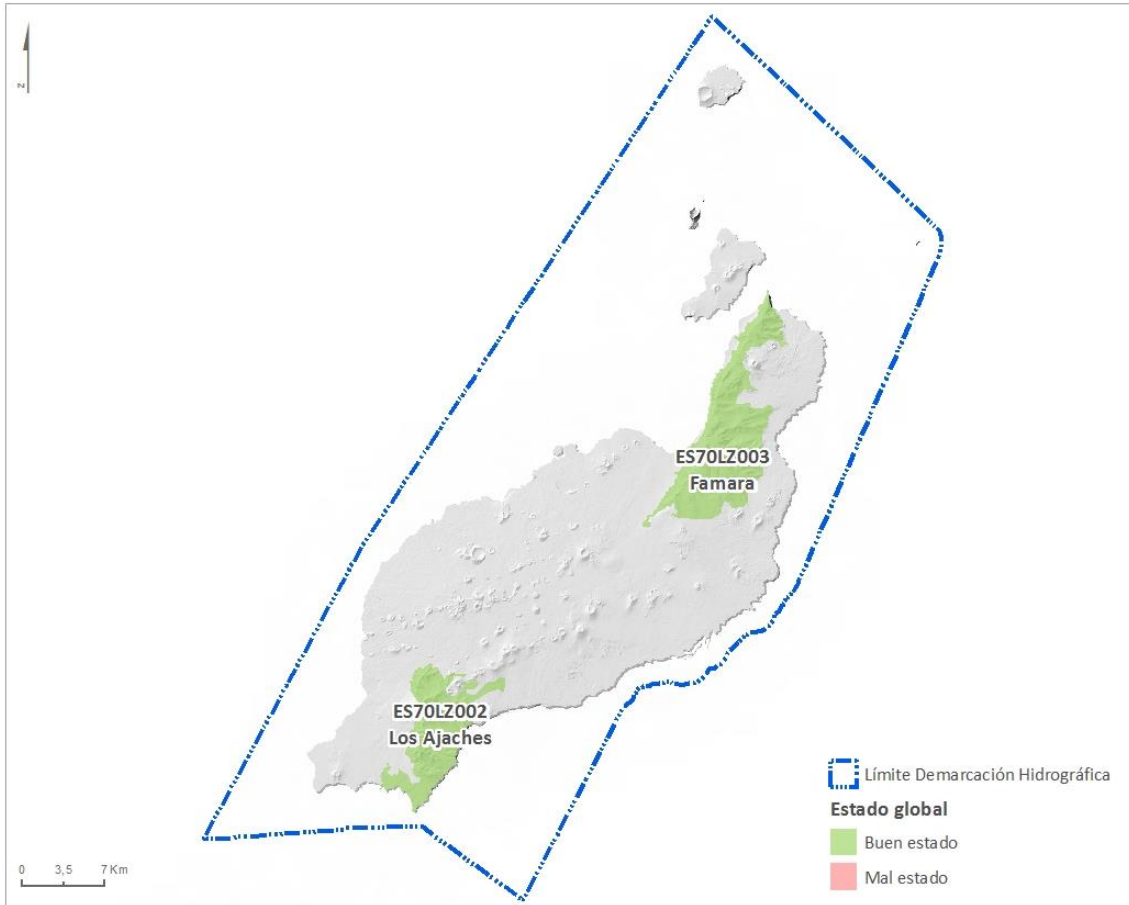 N
ES70LZ003
Famara
ES70LZ002
Los Ajaches
Límite Demarcación Hidrográfica
Estado global
Buen estado
Mal estado
0 3,5 7 Km